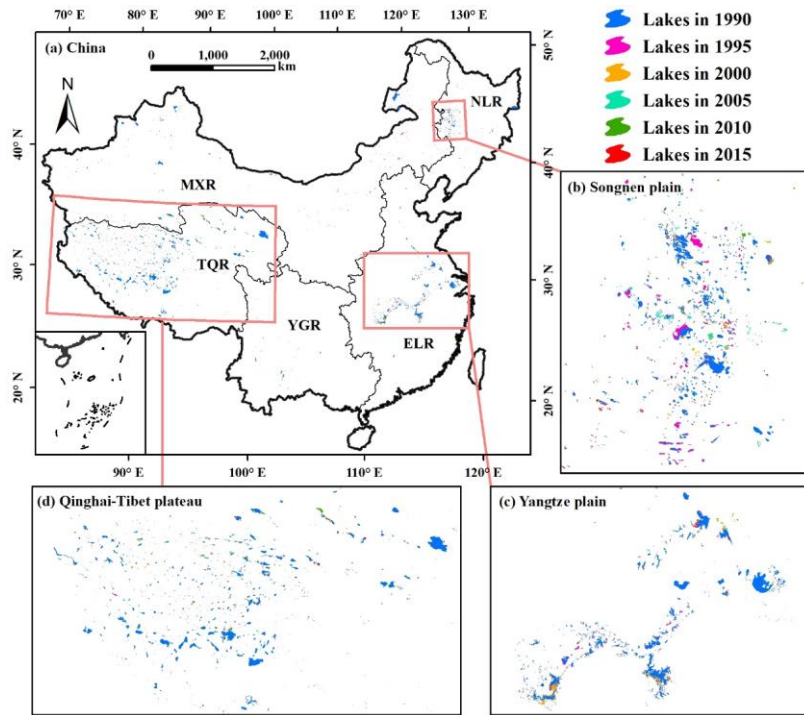 70° E
80° E
90° E
100° E
110° E
120° E
130° E
(a) China
0
1,000
2,000
km
N
50° N
40° N
30° N
20° N
40° N
30° N
20° N
NLR
MXR
TQR
YGR
ELR
90° E
100° E
110° E
120° E
Lakes in 1990
Lakes in 1995
Lakes in 2000
Lakes in 2005
Lakes in 2010
Lakes in 2015
(b) Songnen plain
(d) Qinghai-Tibet plateau
(c) Yangtze plain